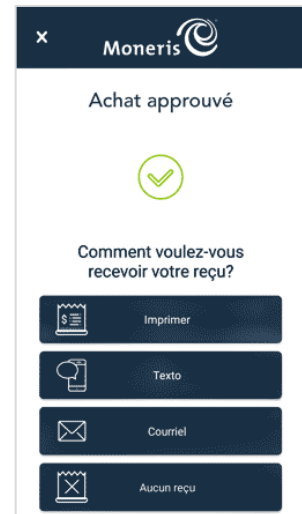 Moneris
Achat approuvé
Comment voulez-vous
recevoir votre reçu?
Imprimer
Texto
Courriel
Aucun reçu